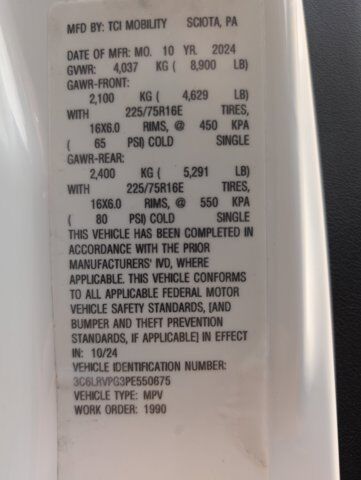 MFD BY: TCI MOBILITY SCIOTA, PA
DATE OF MFR: MO. 10 YR. 2024
GVWR: 4,037 KG ( 8,900 LB)
GAWR-FRONT:
2,100 KG ( 4,629 LB)
WITH 225/75R16E TIRES,
16X6.0 RIMS, @ 450 KPA
( 65 PSI) COLD SINGLE
GAWR-REAR:
2,400 KG ( 5,291 LB)
WITH 225/75R16E TIRES,
16X6.0 RIMS, @ 550 KPA
( 80 PSI) COLD SINGLE
THIS VEHICLE HAS BEEN COMPLETED IN
ACCORDANCE WITH THE PRIOR
MANUFACTURERS' IVD, WHERE
APPLICABLE. THIS VEHICLE CONFORMS
TO ALL APPLICABLE FEDERAL MOTOR
VEHICLE SAFETY STANDARDS, [AND
BUMPER AND THEFT PREVENTION
STANDARDS, IF APPLICABLE] IN EFFECT
IN: 10/24
VEHICLE IDENTIFICATION NUMBER:
3C6LRVPG3PE550675
VEHICLE TYPE: MPV
WORK ORDER: 1990